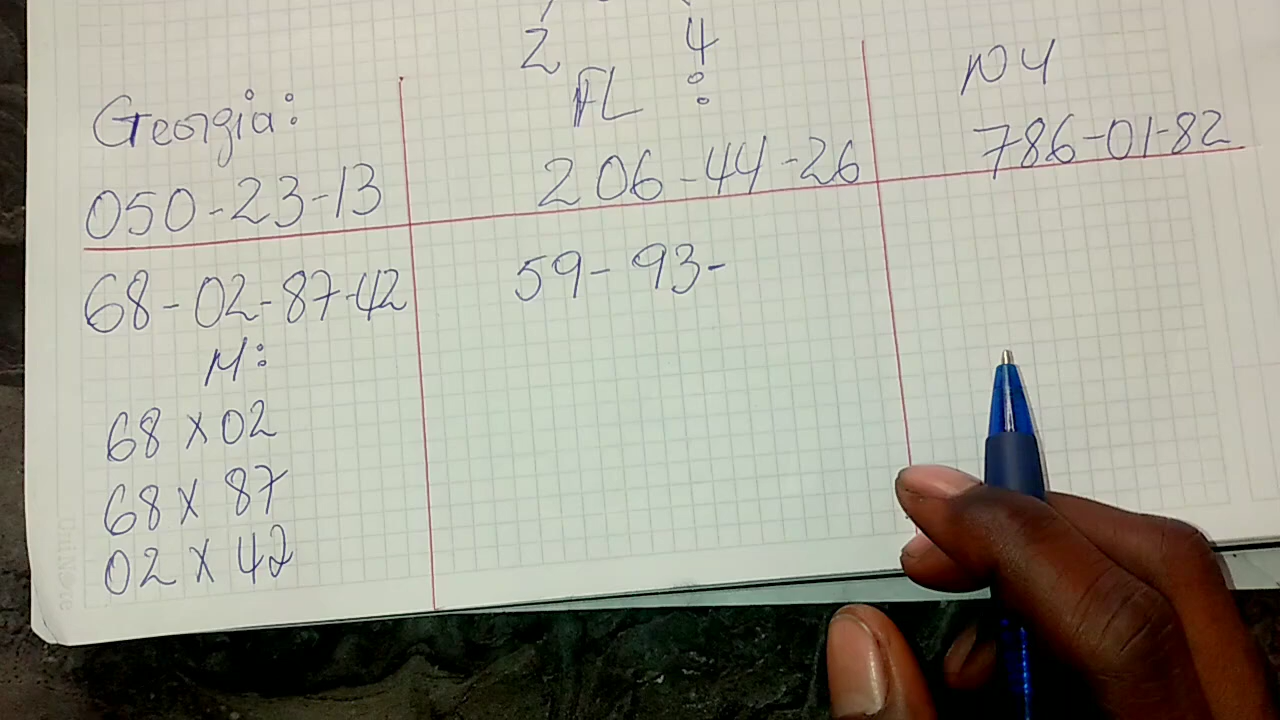 2 4
Georgia:
050-23-13
68-02-87-42
M:
68 x 02
68 x 87
02 x 42
FL :
206-44-26
59-93-
NY
786-01-82